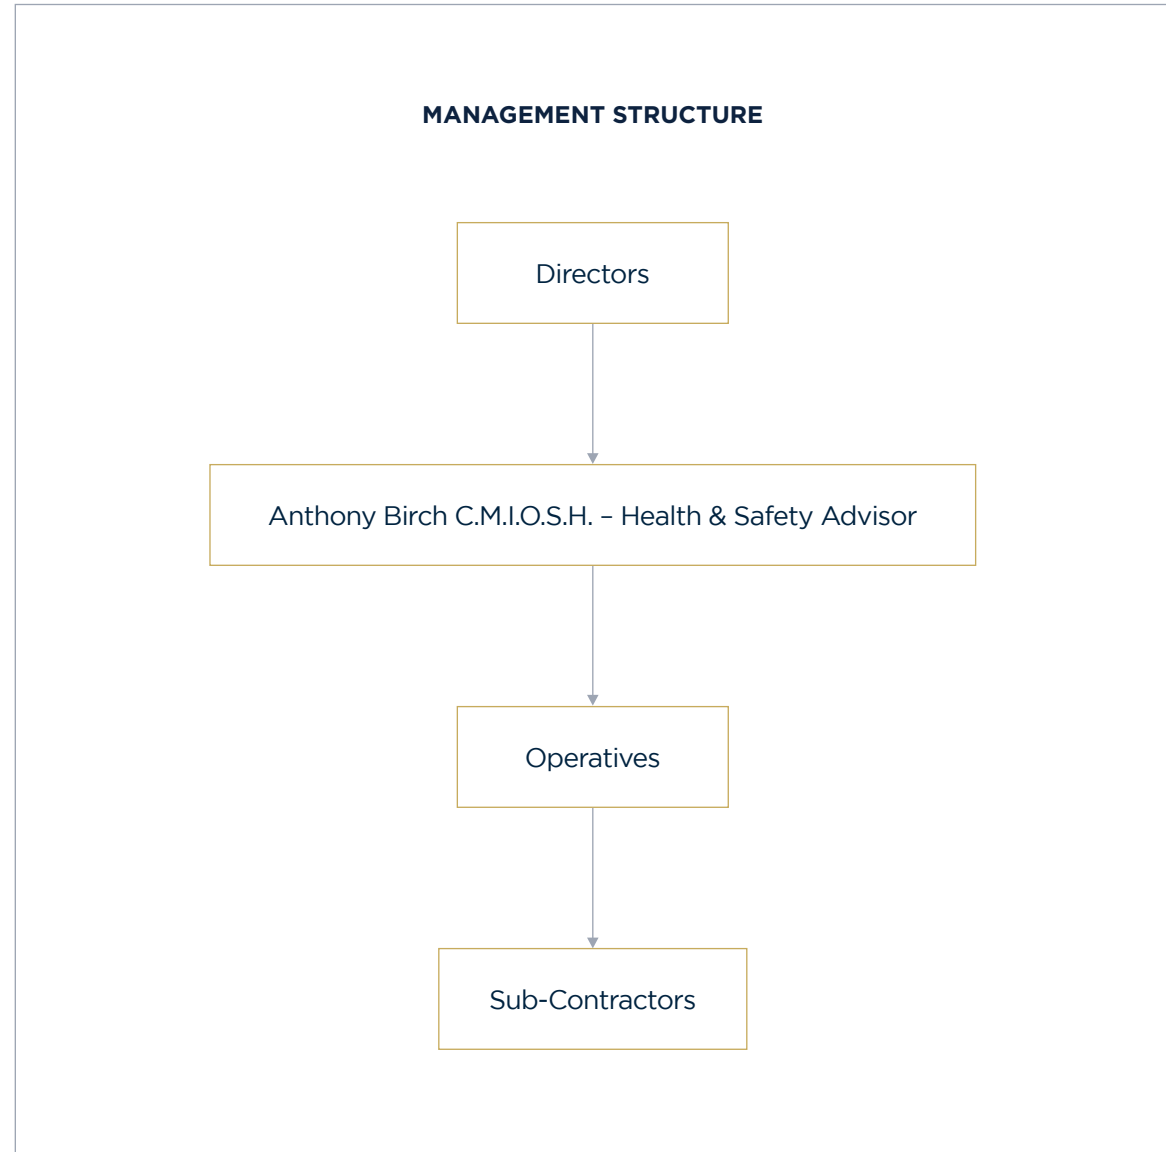 MANAGEMENT STRUCTURE
Directors
Anthony Birch C.M.I.O.S.H. – Health & Safety Advisor
Operatives
Sub-Contractors